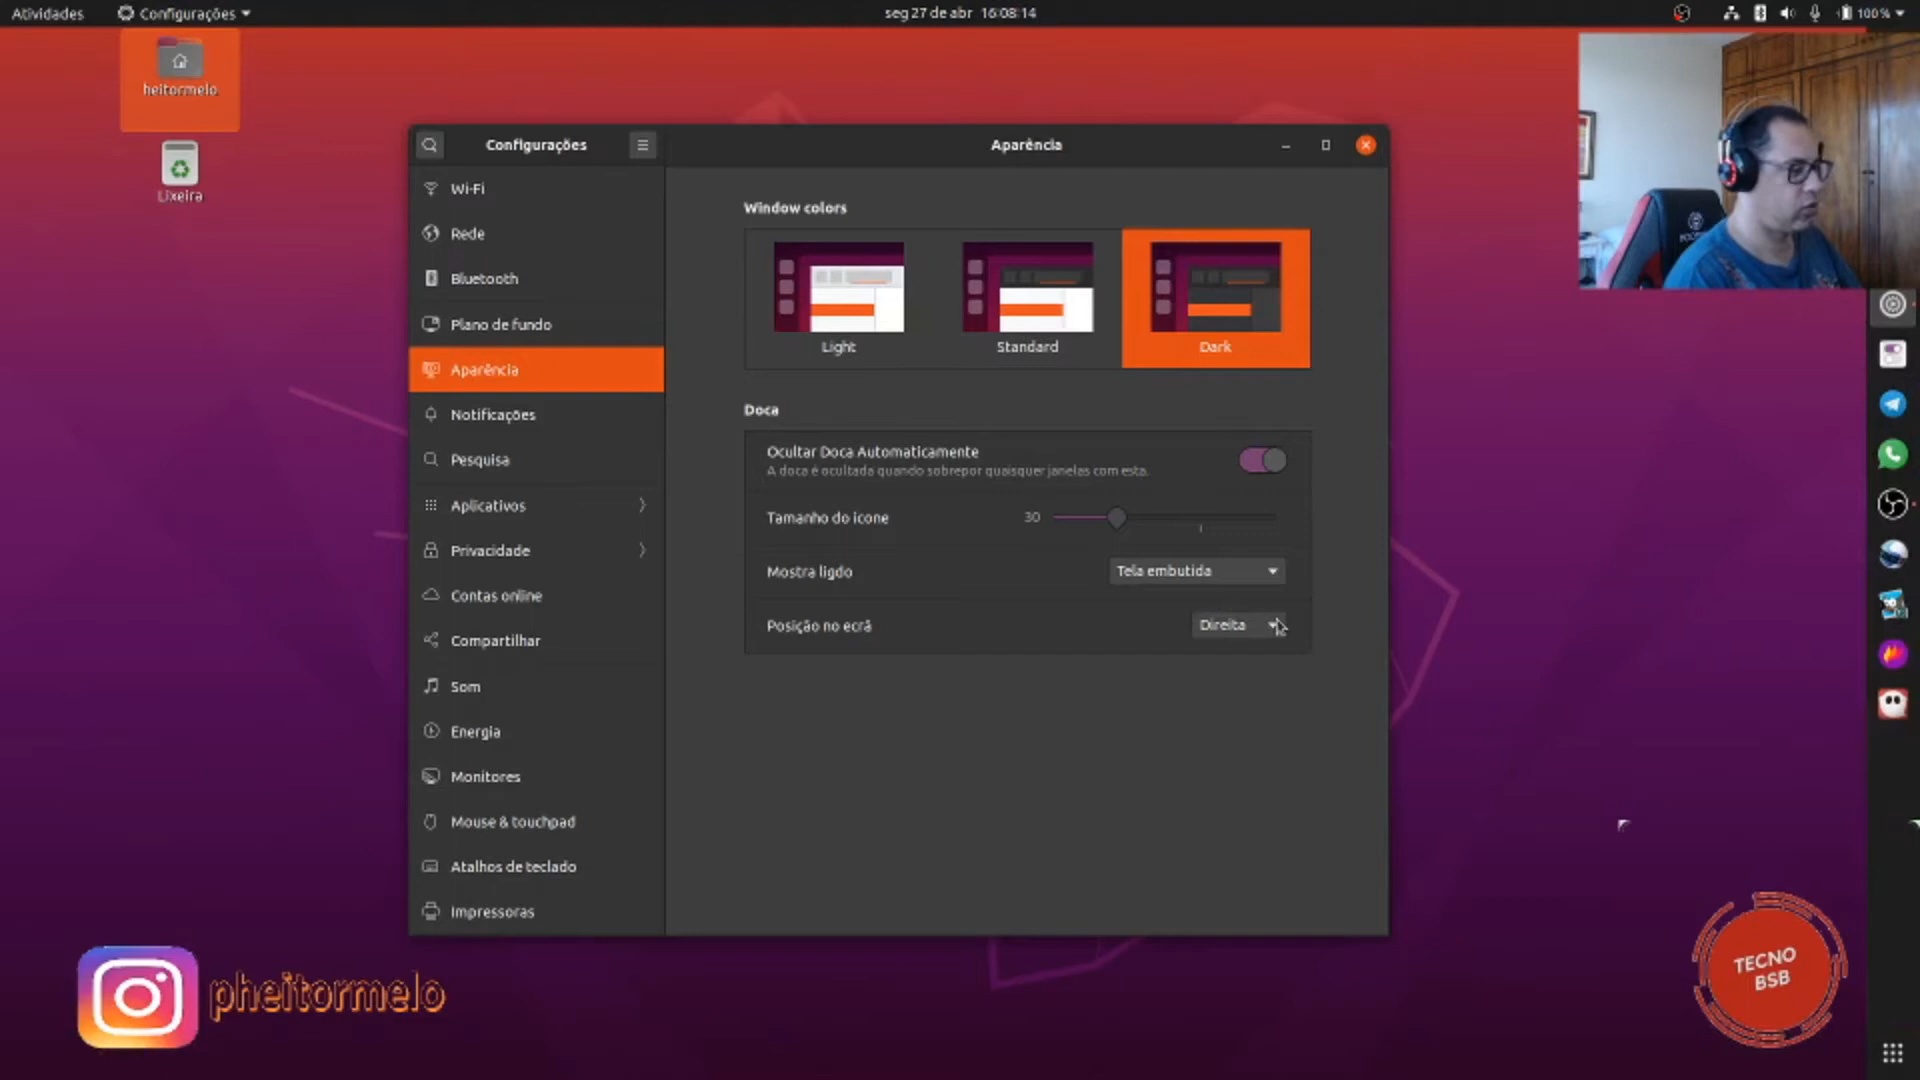 Atividades
Configurações
seg 27 de abr 16:08:14
100 %
heitormelo
Lixeira
Configurações
Aparência
Wi-Fi
Rede
Bluetooth
Plano de fundo
Aparência
Notificações
Pesquisa
Aplicativos
Privacidade
Contas online
Compartilhar
Som
Energia
Monitores
Mouse & touchpad
Atalhos de teclado
Impressoras
Window colors
Light
Standard
Dark
Doca
Ocultar Doca Automaticamente
A doca é ocultada quando sobrepor quaisquer janelas com esta.
Tamanho do ícone
30
Mostra ligdo
Tela embutida
Posição no ecrã
Direita
pheitormelo
TECNO
BSB